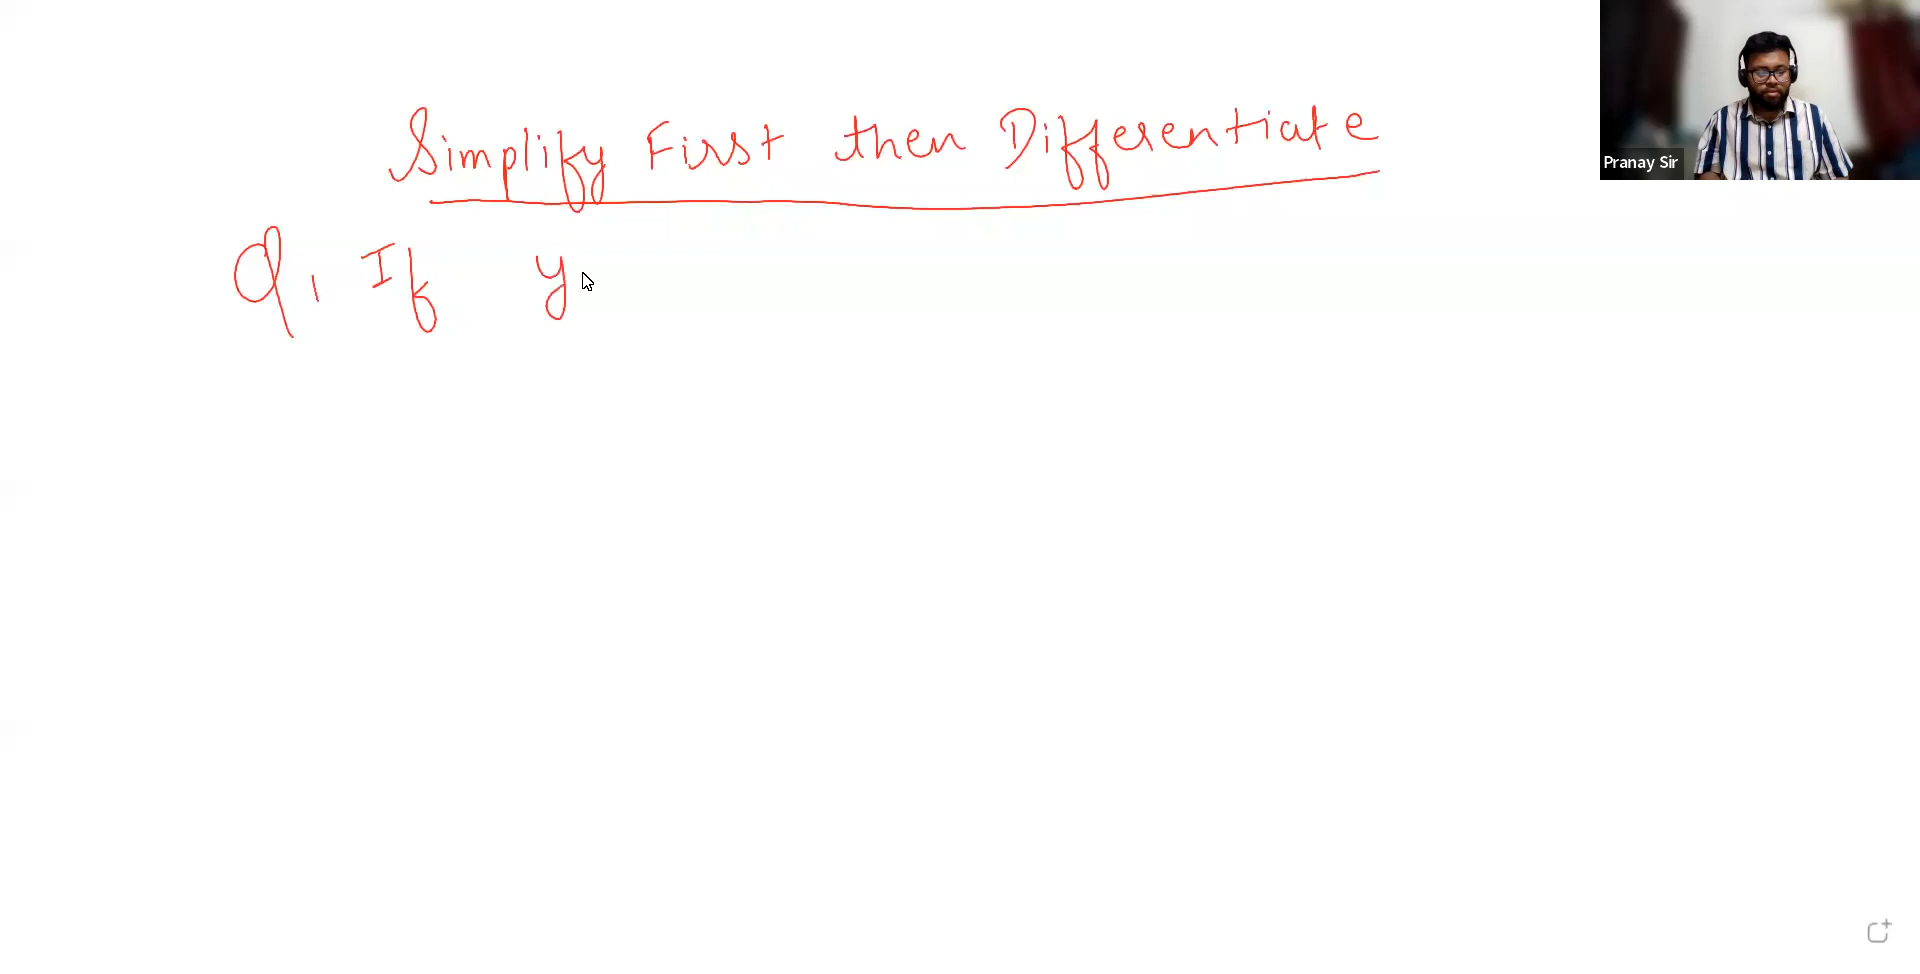 Simplify First then Differentiate
Q1 If y
Pranay Sir